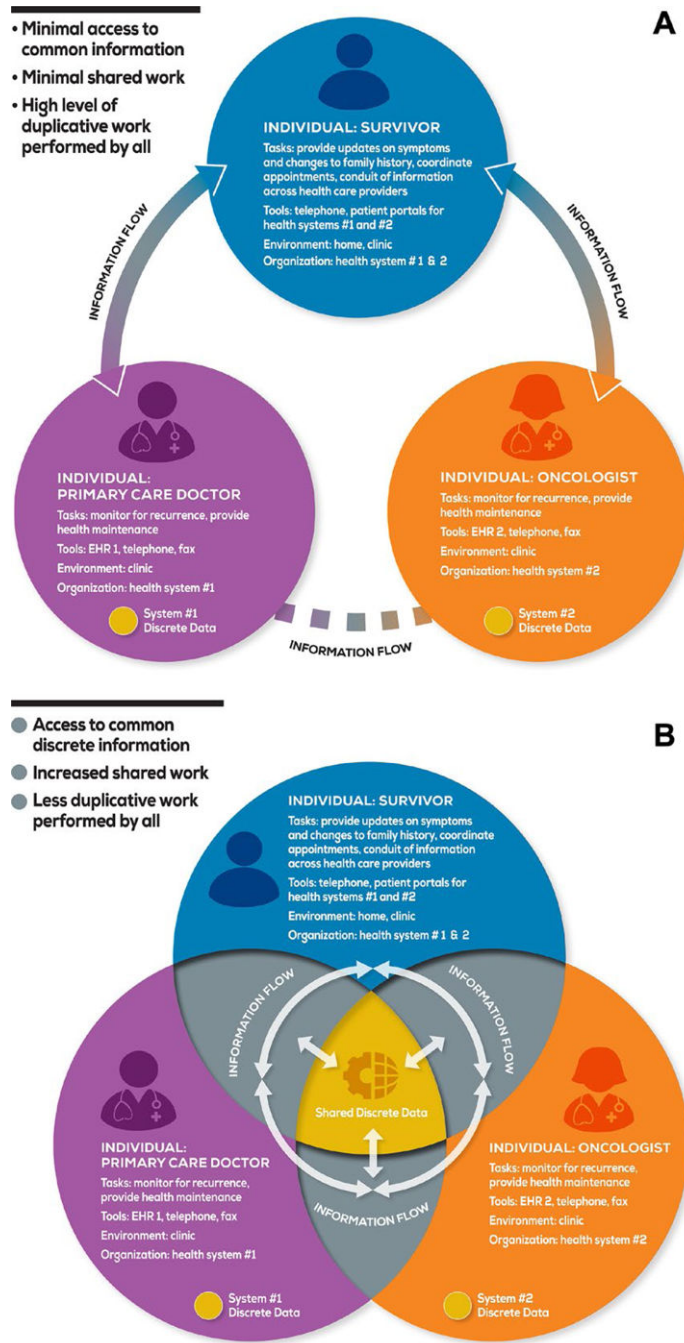 • Minimal access to
common information
• Minimal shared work
• High level of
duplicative work
performed by all
A
INDIVIDUAL: SURVIVOR
Tasks: provide updates on symptoms
and changes to family history, coordinate
appointments, conduit of information
across health care providers
Tools: telephone, patient portals for
health systems #1 and #2
Environment: home, clinic
Organization: health system # 1 & 2
INFORMATION FLOW
INFORMATION FLOW
INDIVIDUAL:
PRIMARY CARE DOCTOR
Tasks: monitor for recurrence, provide
health maintenance
Tools: EHR 1, telephone, fax
Environment: clinic
Organization: health system #1
System #1
Discrete Data
INDIVIDUAL: ONCOLOGIST
Tasks: monitor for recurrence, provide
health maintenance
Tools: EHR 2, telephone, fax
Environment: clinic
Organization: health system #2
System #2
Discrete Data
INFORMATION FLOW
Access to common
discrete information
Increased shared work
Less duplicative work
performed by all
B
INDIVIDUAL: SURVIVOR
Tasks: provide updates on symptoms
and changes to family history, coordinate
appointments, conduit of information
across health care providers
Tools: telephone, patient portals for
health systems #1 and #2
Environment: home, clinic
Organization: health system # 1 & 2
INFORMATION FLOW
INFORMATION FLOW
Shared Discrete Data
INFORMATION FLOW
INDIVIDUAL:
PRIMARY CARE DOCTOR
Tasks: monitor for recurrence,
provide health maintenance
Tools: EHR 1, telephone, fax
Environment: clinic
Organization: health system #1
System #1
Discrete Data
INDIVIDUAL: ONCOLOGIST
Tasks: monitor for recurrence,
provide health maintenance
Tools: EHR 2, telephone, fax
Environment: clinic
Organization: health system #2
System #2
Discrete Data